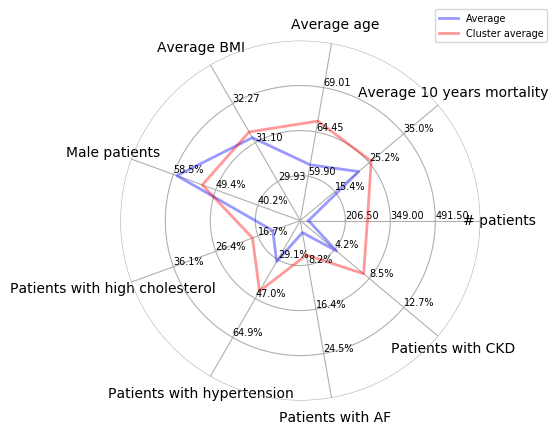 Average
Cluster average
Average age
Average BMI
69.01
Average 10 years mortality
32.27
64.45
35.0%
31.10
25.2%
Male patients
58.5%
29.93
59.90
49.4%
15.4%
40.2%
206.50
349.00
491.50
# patients
16.7%
26.4%
4.2%
29.1%
8.2%
36.1%
8.5%
Patients with high cholesterol
47.0%
16.4%
12.7%
64.9%
24.5%
Patients with CKD
Patients with hypertension
Patients with AF